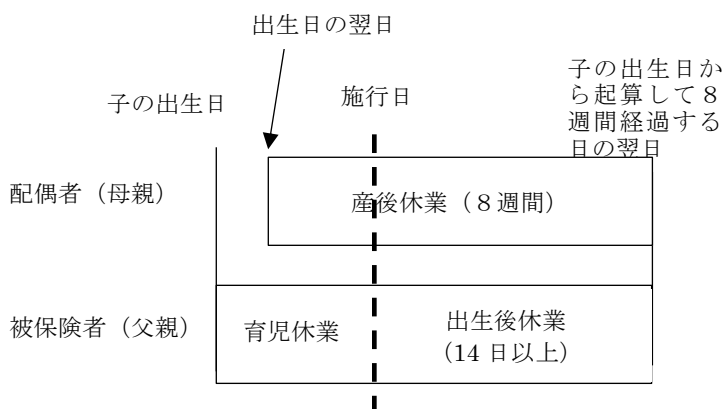 出生日の翌日
子の出生日
施行日
子の出生日か
ら起算して８
週間経過する
日の翌日
配偶者（母親）
産後休業（８週間）
被保険者（父親）
育児休業
出生後休業
（14 日以上）